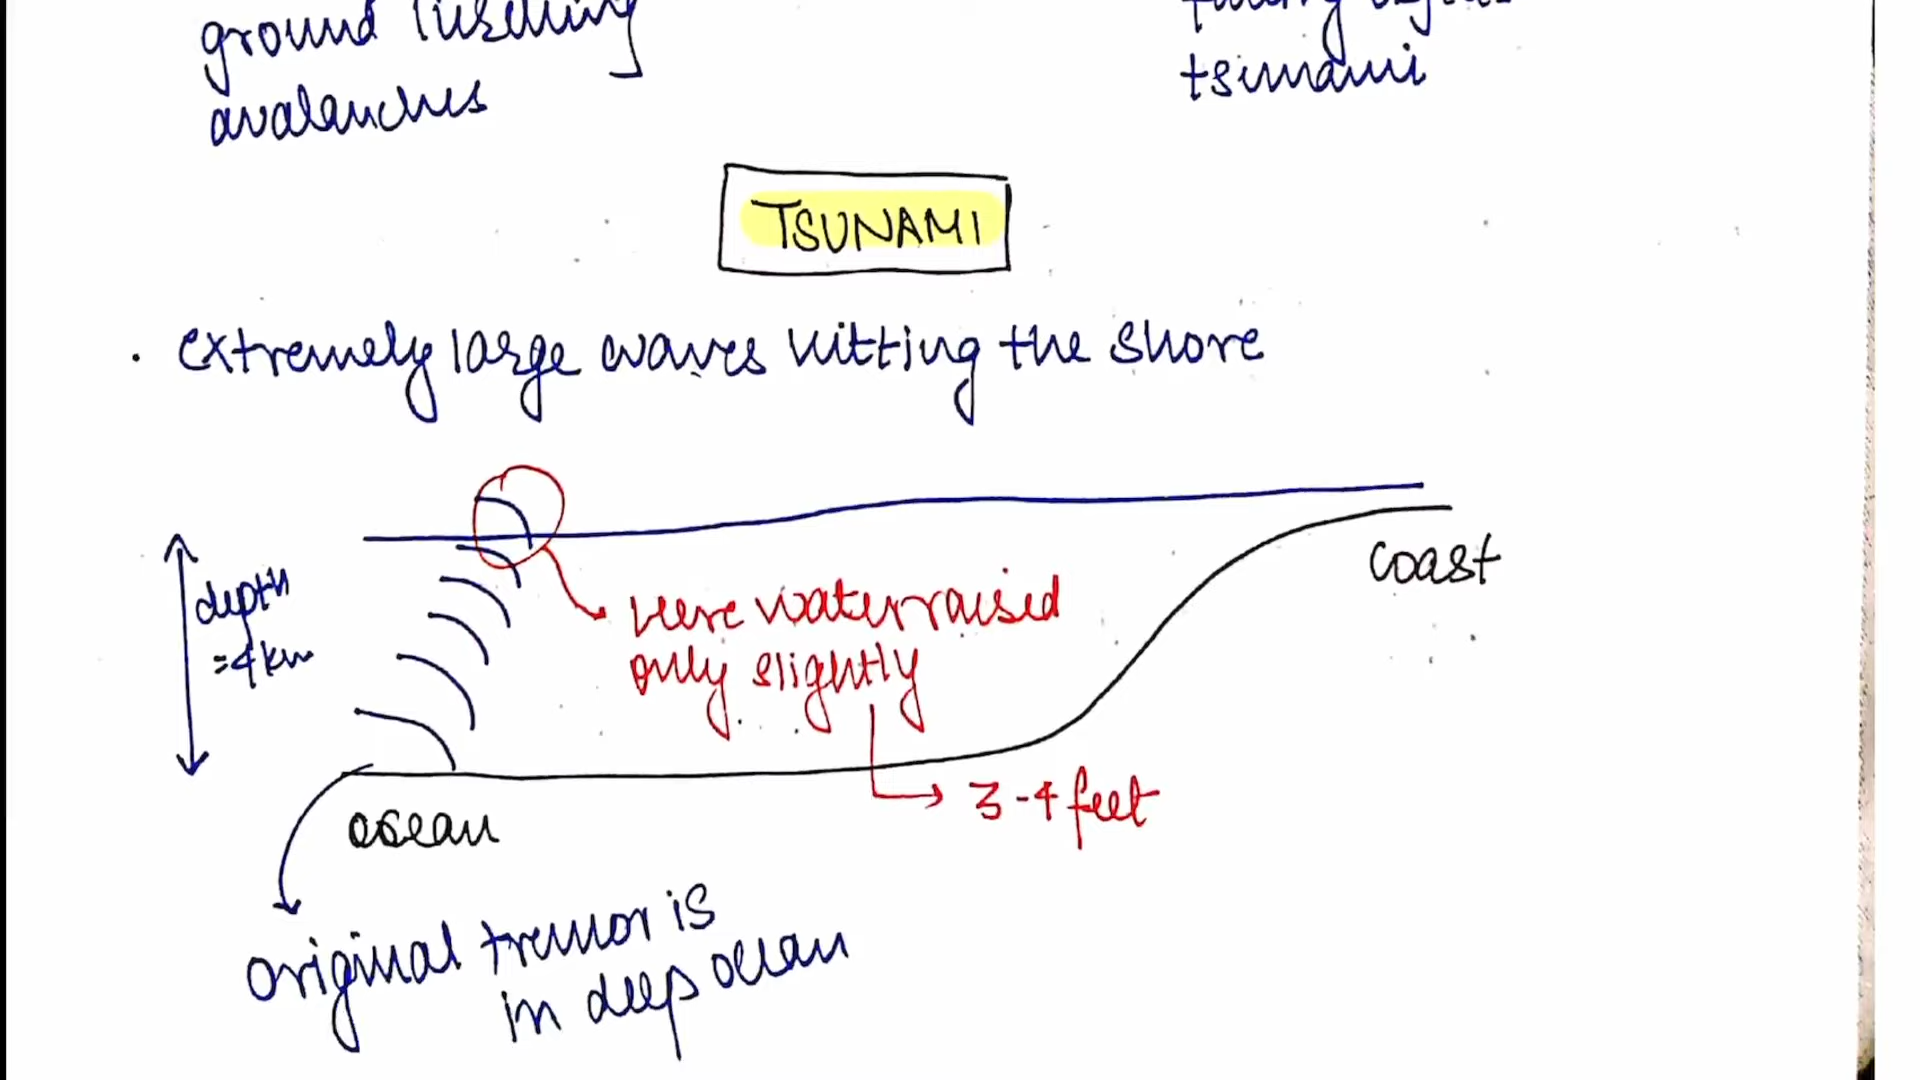 ground
tsunami
avalanches
TSUNAMI
. extremely large waves hitting the shore
coast
depth
=4km
here water raised
only slightly
3-4 feet
ocean
original tremor is
in deep ocean